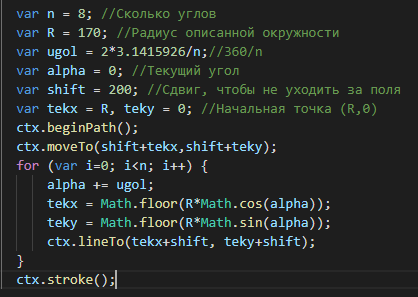 var n = 8; //Сколько углов
var R = 170; //Радиус описанной окружности
var ugol = 2*3.1415926/n;//360/n
var alpha = 0; //Текущий угол
var shift = 200; //Сдвиг, чтобы не уходить за поля
var tekx = R, teky = 0; //Начальная точка (R,0)
ctx.beginPath();
ctx.moveTo(shift+tekx,shift+teky);
for (var i=0; i<n; i++) {
    alpha += ugol;
    tekx = Math.floor(R*Math.cos(alpha));
    teky = Math.floor(R*Math.sin(alpha));
    ctx.lineTo(tekx+shift, teky+shift);
}
ctx.stroke();